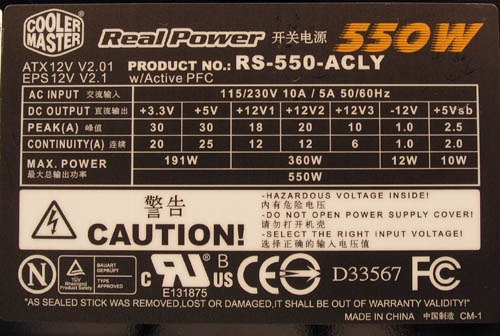 COOLER MASTER
Real Power 开关电源 550W
ATX12V V2.01
EPS12V V2.1
PRODUCT NO.: RS-550-ACLY
w/Active PFC
AC INPUT 交流输入 115/230V 10A / 5A 50/60Hz
DC OUTPUT 直流输出 +3.3V +5V +12V1 +12V2 +12V3 -12V +5Vsb
PEAK(A) 峰值 30 30 18 20 10 1.0 2.5
CONTINUITY(A) 连续 20 25 12 12 6 1.0 2.0
MAX. POWER 191W 360W 12W 10W
最大总输出功率 550W
警告
CAUTION!
-HAZARDOUS VOLTAGE INSIDE!
内有危险电压
-DO NOT OPEN POWER SUPPLY COVER!
请勿打开机壳
-SELECT THE RIGHT INPUT VOLTAGE!
选择正确的输入电压
N
TÜV
BAUART
GEPRÜFT
TYPE
APPROVED
C UR US
B
E131875
CE
D33567
FC
"AS SEALED STICK WAS REMOVED,LOST OR DAMAGED,IT SHALL BE OUT OF WARRANTY VALIDITY!"
MADE IN CHINA 中国制造 CM-1